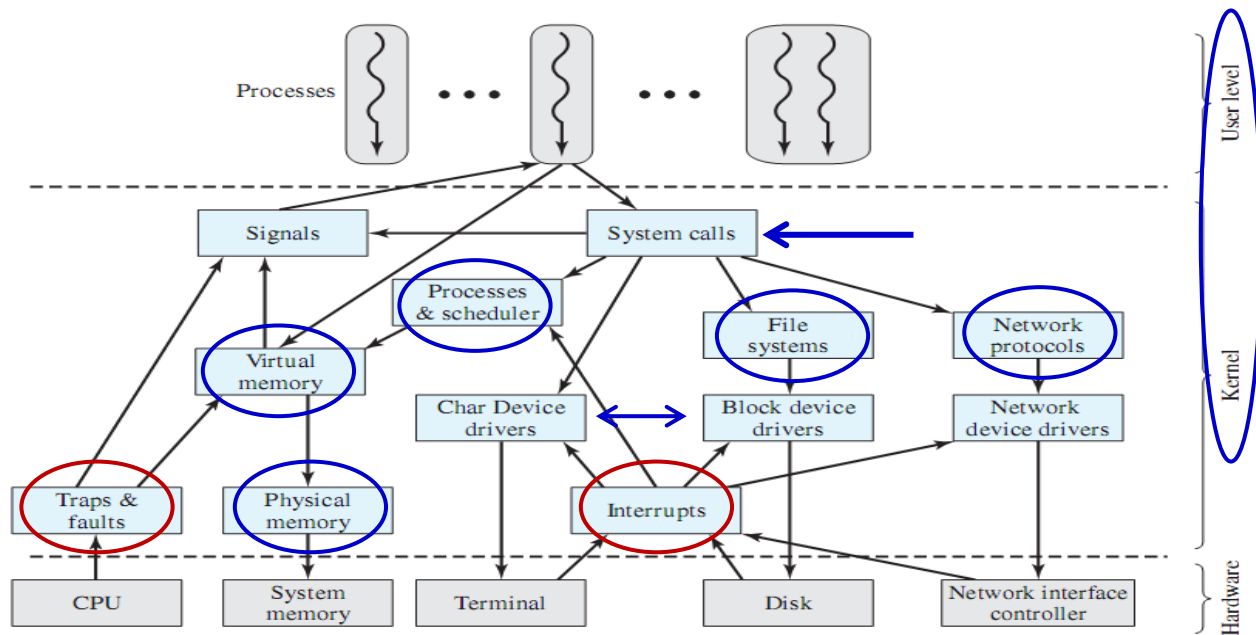 Processes
User level
Signals
System calls
Processes
& scheduler
File
systems
Network
protocols
Virtual
memory
Kernel
Char Device
drivers
Block device
drivers
Network
device drivers
Traps &
faults
Physical
memory
Interrupts
CPU
System
memory
Terminal
Disk
Network interface
controller
Hardware